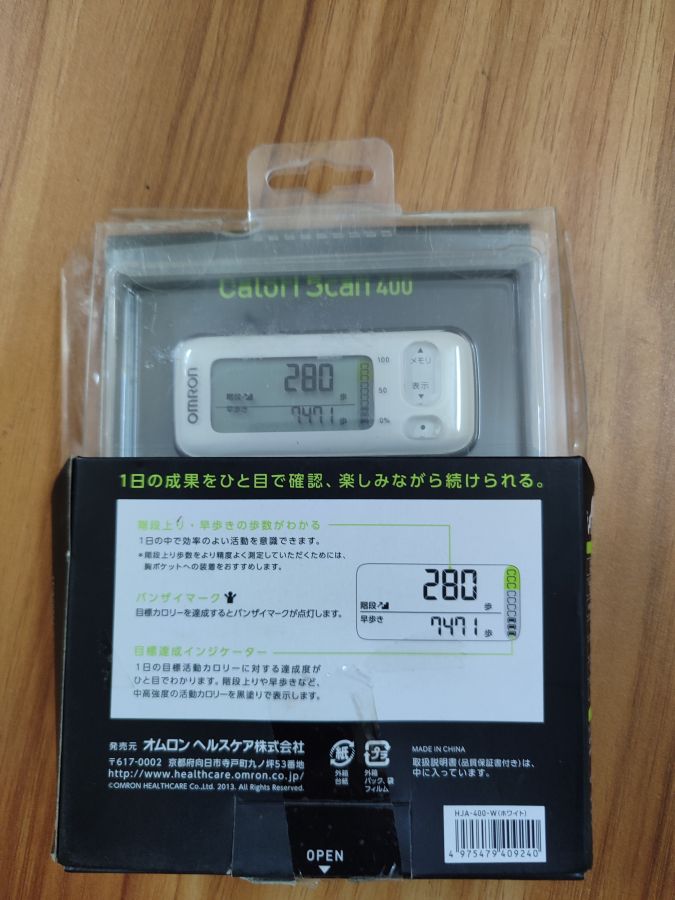 Calori Scan 400
OMRON
280
階段 歩
早歩き 7471 歩
100
50
0%
メモリ
表示
1日の成果をひと目で確認、楽しみながら続けられる。
階段上り・早歩きの歩数がわかる
1日の中で効率のよい活動を意識できます。
*階段上り歩数をより精度よく測定していただくためには、
胸ポケットへの装着をおすすめします。
バンザイマーク
目標カロリーを達成するとバンザイマークが点灯します。
目標達成インジケーター
1日の目標活動カロリーに対する達成度が
ひと目でわかります。階段上りや早歩きなど、
中高強度の活動カロリーを黒塗りで表示します。
280
階段 歩
早歩き 7471 歩
発売元 オムロン ヘルスケア株式会社
〒617-0002 京都府向日市寺戸町九ノ坪53番地
http://www.healthcare.omron.co.jp/
©OMRON HEALTHCARE Co.,Ltd. 2013. All Rights Reserved.
紙
外箱
台紙
プラ
外箱
パック、袋
フィルム
MADE IN CHINA
取扱説明書(品質保証書付き)は、
中に入っています。
HJA-400-W(ホワイト)
4 975479 409240
OPEN